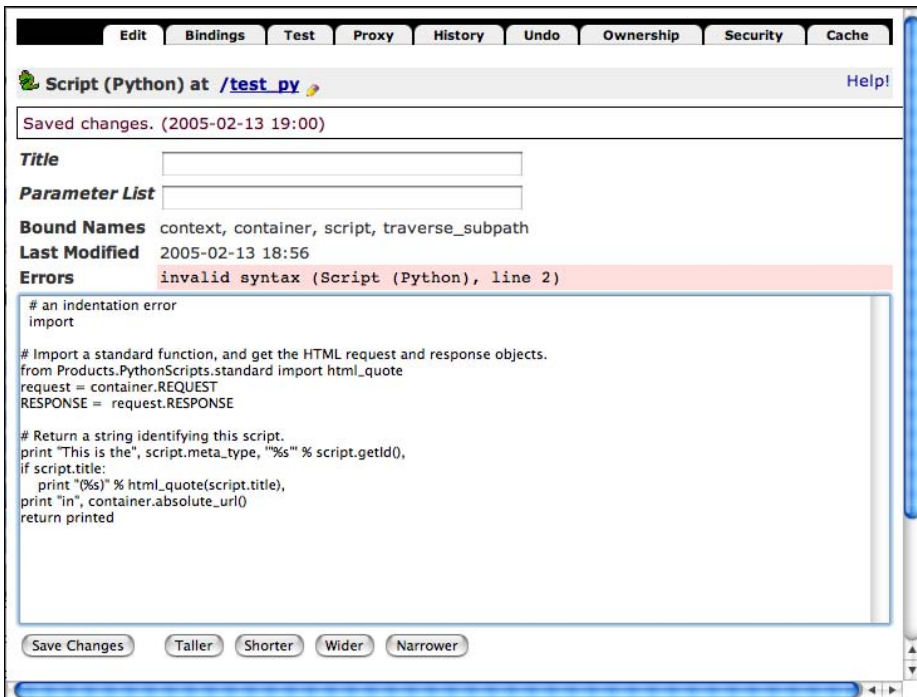 Edit Bindings Test Proxy History Undo Ownership Security Cache
Script (Python) at /test_py Help!
Saved changes. (2005-02-13 19:00)
Title
Parameter List
Bound Names context, container, script, traverse_subpath
Last Modified 2005-02-13 18:56
Errors invalid syntax (Script (Python), line 2)
# an indentation error
import
# Import a standard function, and get the HTML request and response objects.
from Products.PythonScripts.standard import html_quote
request = container.REQUEST
RESPONSE =  request.RESPONSE
# Return a string identifying this script.
print "This is the", script.meta_type, '"%s"' % script.getId(),
if script.title:
print "(%s)" % html_quote(script.title),
print "in", container.absolute_url()
return printed
Save Changes Taller Shorter Wider Narrower